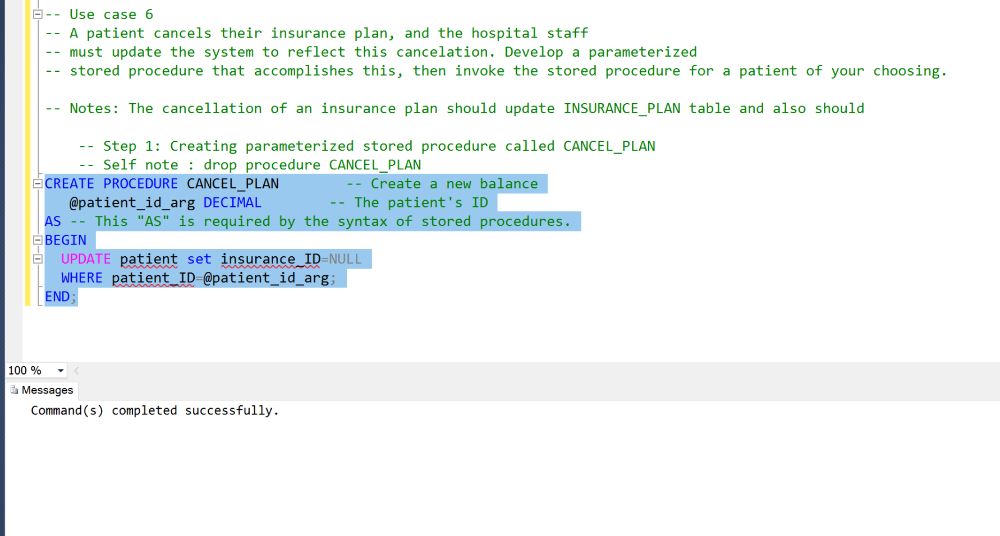 -- Use case 6
-- A patient cancels their insurance plan, and the hospital staff
-- must update the system to reflect this cancelation. Develop a parameterized
-- stored procedure that accomplishes this, then invoke the stored procedure for a patient of your choosing.
-- Notes: The cancellation of an insurance plan should update INSURANCE_PLAN table and also should
-- Step 1: Creating parameterized stored procedure called CANCEL_PLAN
-- Self note : drop procedure CANCEL_PLAN
CREATE PROCEDURE CANCEL_PLAN -- Create a new balance
@patient_id_arg DECIMAL -- The patient's ID
AS -- This "AS" is required by the syntax of stored procedures.
BEGIN
UPDATE patient set insurance_ID=NULL
WHERE patient_ID=@patient_id_arg;
END;
100 %
Messages
Command(s) completed successfully.